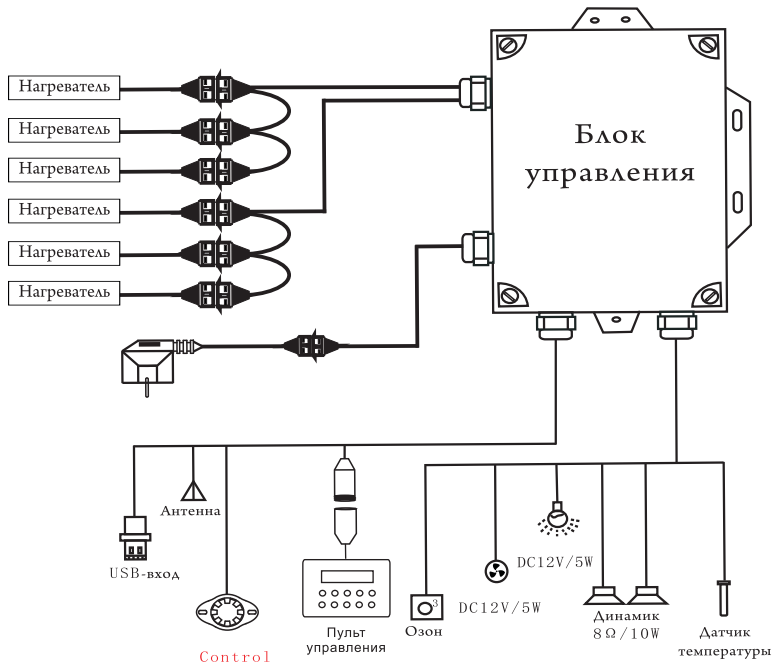 Нагреватель
Нагреватель
Нагреватель
Нагреватель
Нагреватель
Нагреватель
Блок
управления
Антенна
USB-вход
Control
Пульт
управления
Озон
3
DC12V/5W
DC12V/5W
Динамик
8Ω/10W
Датчик
температуры